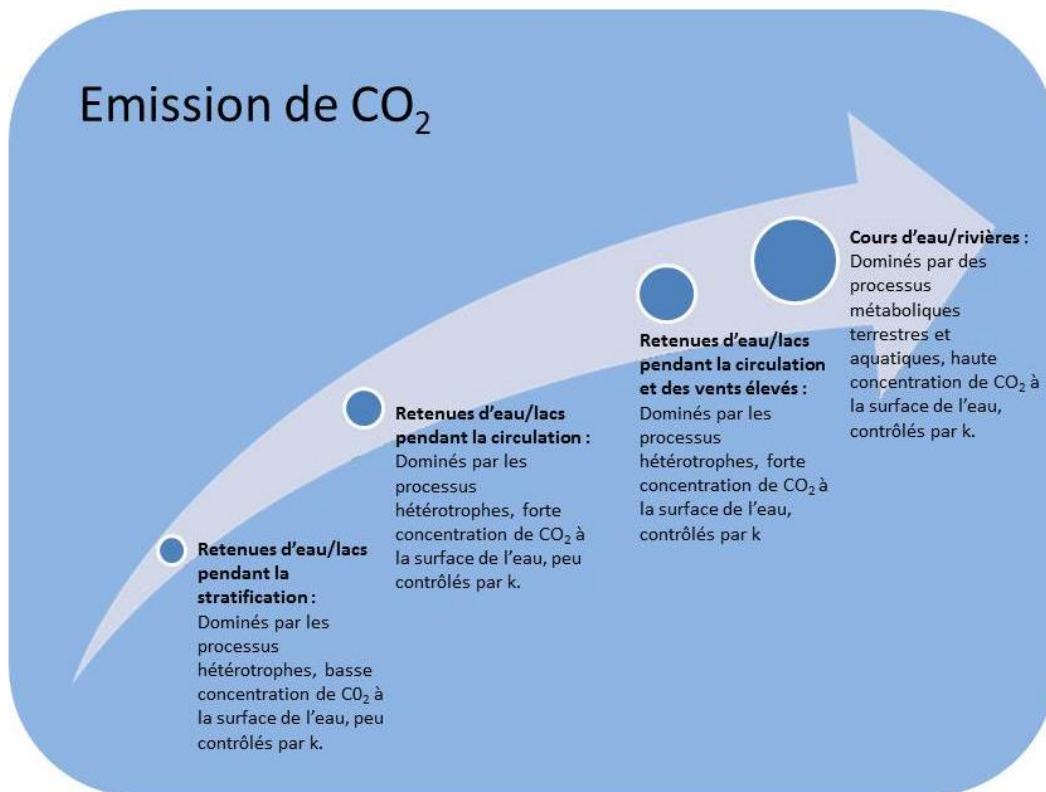 Emission de CO₂
Retenues d'eau/lacs
pendant la
stratification :
Dominés par les
processus
hétérotrophes, basse
concentration de C0₂ à
la surface de l'eau, peu
contrôlés par k.
Retenues d'eau/lacs
pendant la circulation :
Dominés par les
processus
hétérotrophes, forte
concentration de CO₂ à
la surface de l'eau, peu
contrôlés par k.
Retenues d'eau/lacs
pendant la circulation
et des vents élevés :
Dominés par les
processus
hétérotrophes, forte
concentration de CO₂ à
la surface de l'eau,
contrôlés par k
Cours d'eau/rivières :
Dominés par des
processus
métaboliques
terrestres et
aquatiques, haute
concentration de CO₂ à
la surface de l'eau,
contrôlés par k.